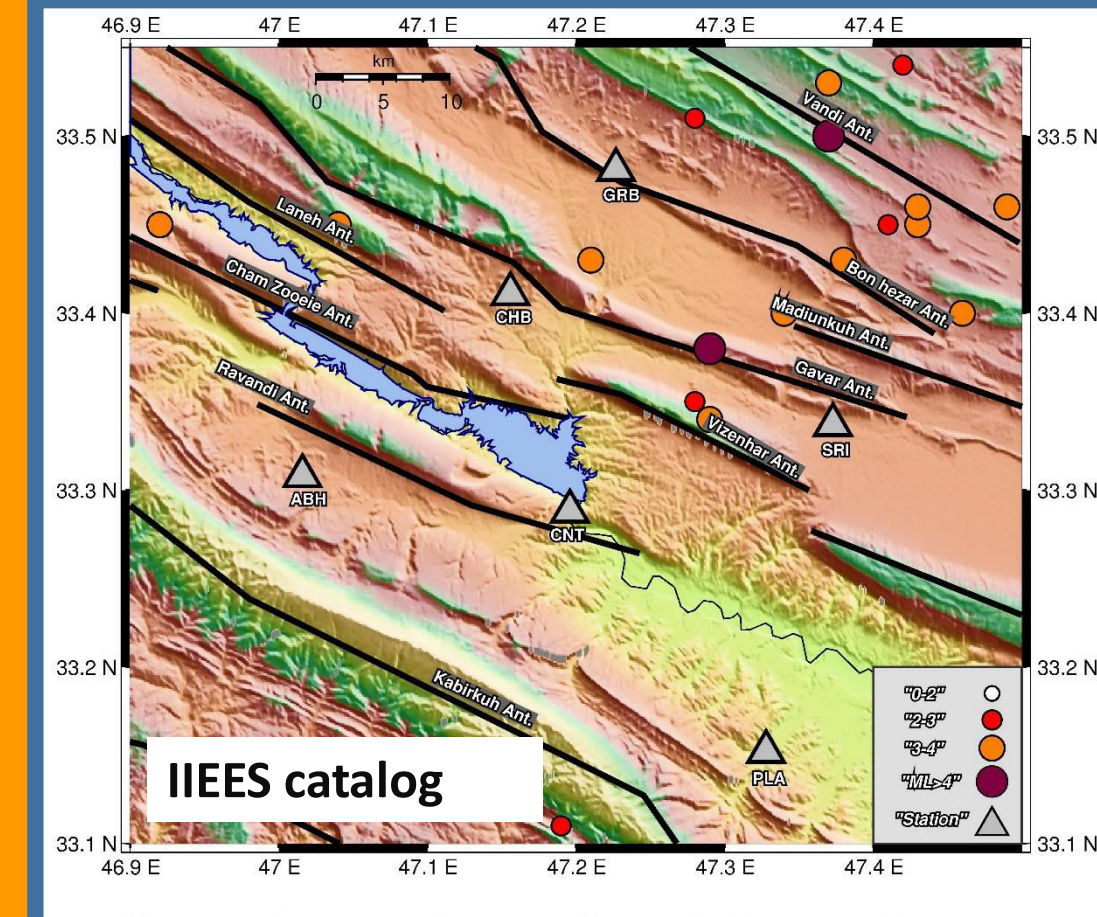 46.9 E 47 E 47.1 E 47.2 E 47.3 E 47.4 E
km
0 5 10
Vandi Ant.
33.5 N 33.5 N
GRB
Laneh Ant.
Cham Zooeie Ant.
Bon hezar Ant.
CHB
Madiunkuh Ant.
33.4 N 33.4 N
Ravandi Ant.
Gavar Ant.
Vizenhar Ant.
SRI
ABH
33.3 N 33.3 N
CNT
33.2 N 33.2 N
Kabirkuh Ant.
"0-2"
"2-3"
"3-4"
"ML>4"
"Station"
IIEES catalog
PLA
33.1 N 33.1 N
46.9 E 47 E 47.1 E 47.2 E 47.3 E 47.4 E